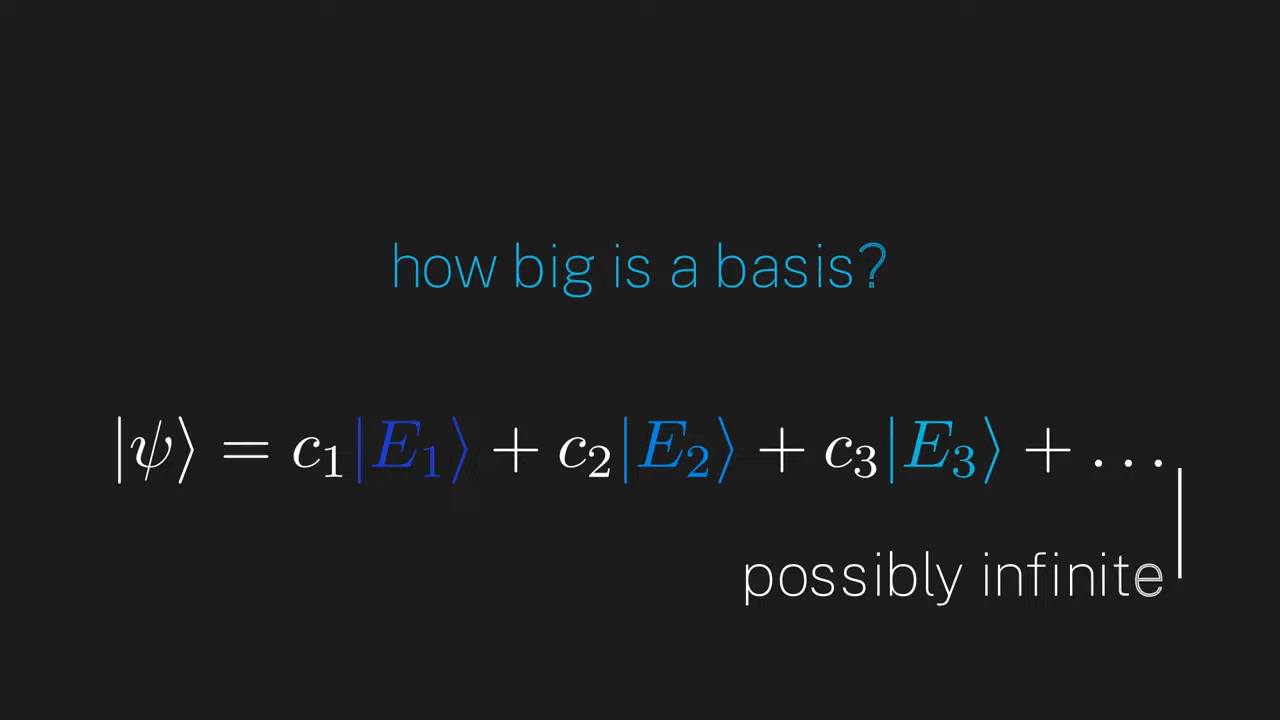 how big is a basis?
|ψ⟩ = c₁|E₁⟩ + c₂|E₂⟩ + c₃|E₃⟩ + ...
possibly infinite